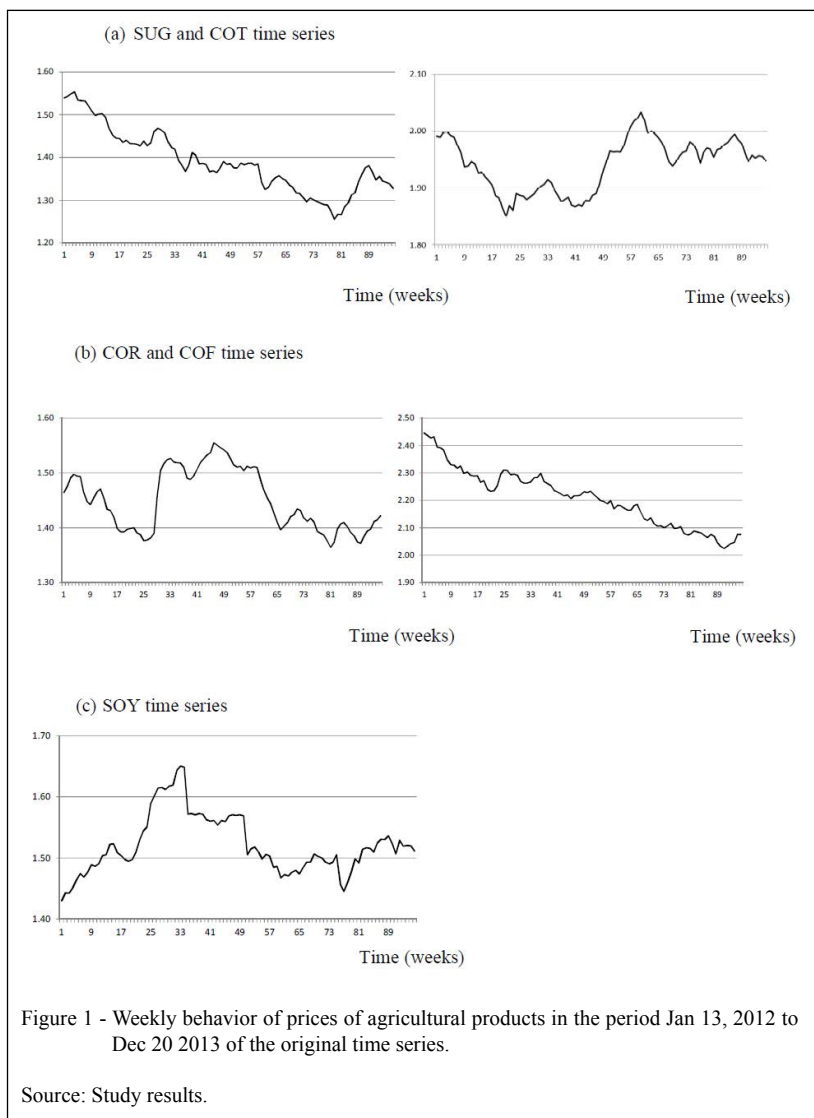 (a) SUG and COT time series
1.60
1.50
1.40
1.30
1.20
1 9 17 25 33 41 49 57 65 73 81 89
2.10
2.00
1.90
1.80
1 9 17 25 33 41 49 57 65 73 81 89
Time (weeks) Time (weeks)
(b) COR and COF time series
1.60
1.50
1.40
1.30
1 9 17 25 33 41 49 57 65 73 81 89
2.50
2.40
2.30
2.20
2.10
2.00
1.90
1 9 17 25 33 41 49 57 65 73 81 89
Time (weeks) Time (weeks)
(c) SOY time series
1.70
1.60
1.50
1.40
1 9 17 25 33 41 49 57 65 73 81 89
Time (weeks)
Figure 1 - Weekly behavior of prices of agricultural products in the period Jan 13, 2012 to
Dec 20 2013 of the original time series.
Source: Study results.